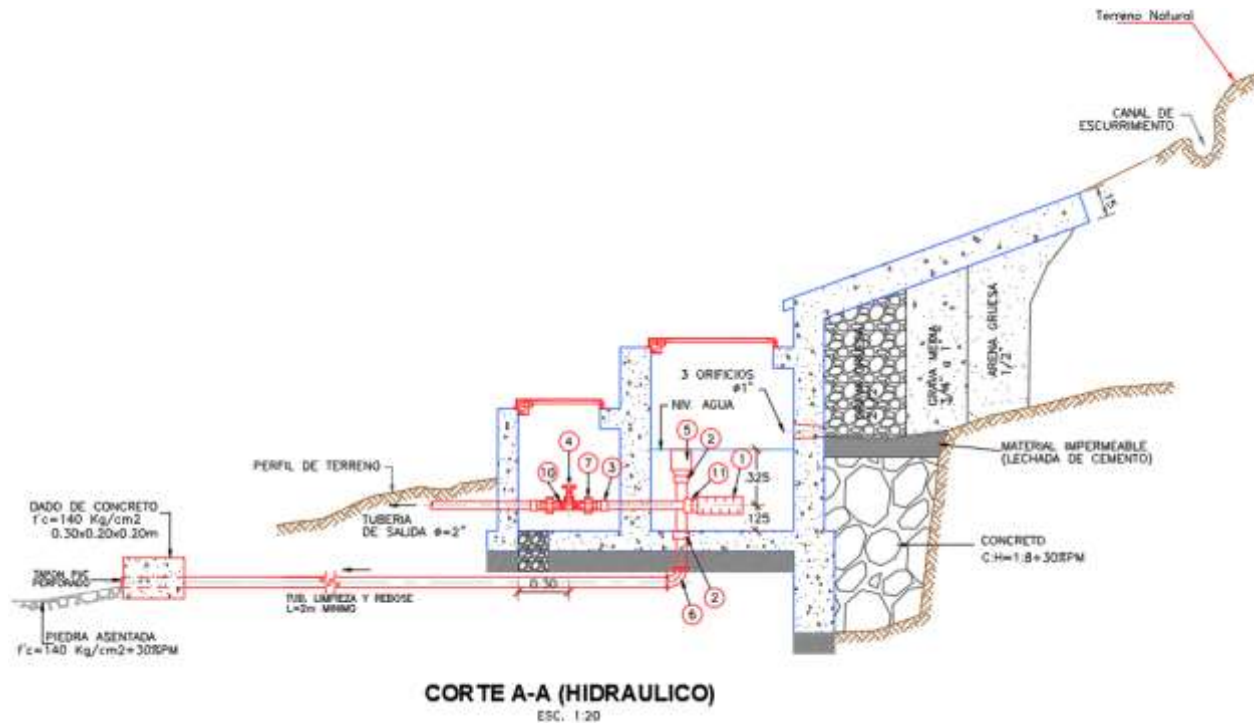 Terreno Natural
CANAL DE
ESCURRIMIENTO
15
GRAVA MEDIA
3/4" a 1"
ARENA GRUESA
1/2"
3 ORIFICIOS
ø1"
NIV. AGUA
5
2
11
1
.325
.125
4
10
7
3
MATERIAL IMPERMEABLE
(LECHADA DE CEMENTO)
PERFIL DE TERRENO
TUBERIA
DE SALIDA ø=2"
DADO DE CONCRETO
f'c=140 Kg/cm2
0.30x0.20x0.20m
TAPON PVC
PERFORADO
0.30
TUB. LIMPIEZA Y REBOSE
L=2m MINIMO
6
2
CONCRETO
C:H=1:8+30%PM
PIEDRA ASENTADA
f'c=140 Kg/cm2+30%PM
CORTE A-A (HIDRAULICO)
ESC. 1:20